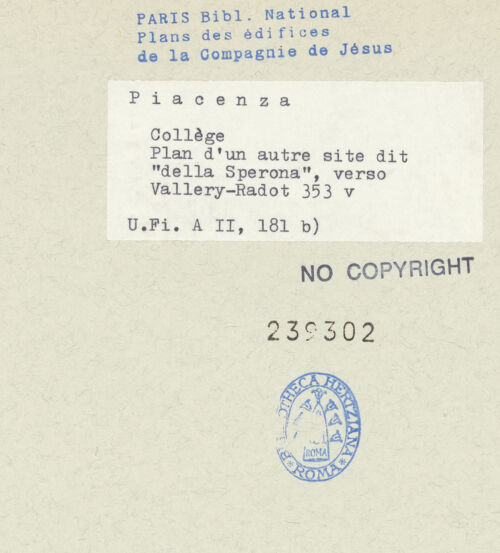 PARIS Bibl. National
Plans des édifices
de la Compagnie de Jésus
Piacenza
Collège
Plan d'un autre site dit
"della Sperona", verso
Vallery-Radot 353 v
U.Fi. A II, 181 b)
NO COPYRIGHT
239302
BIBLIOTHECA HERTZIANA
ROMA
*ROMA*